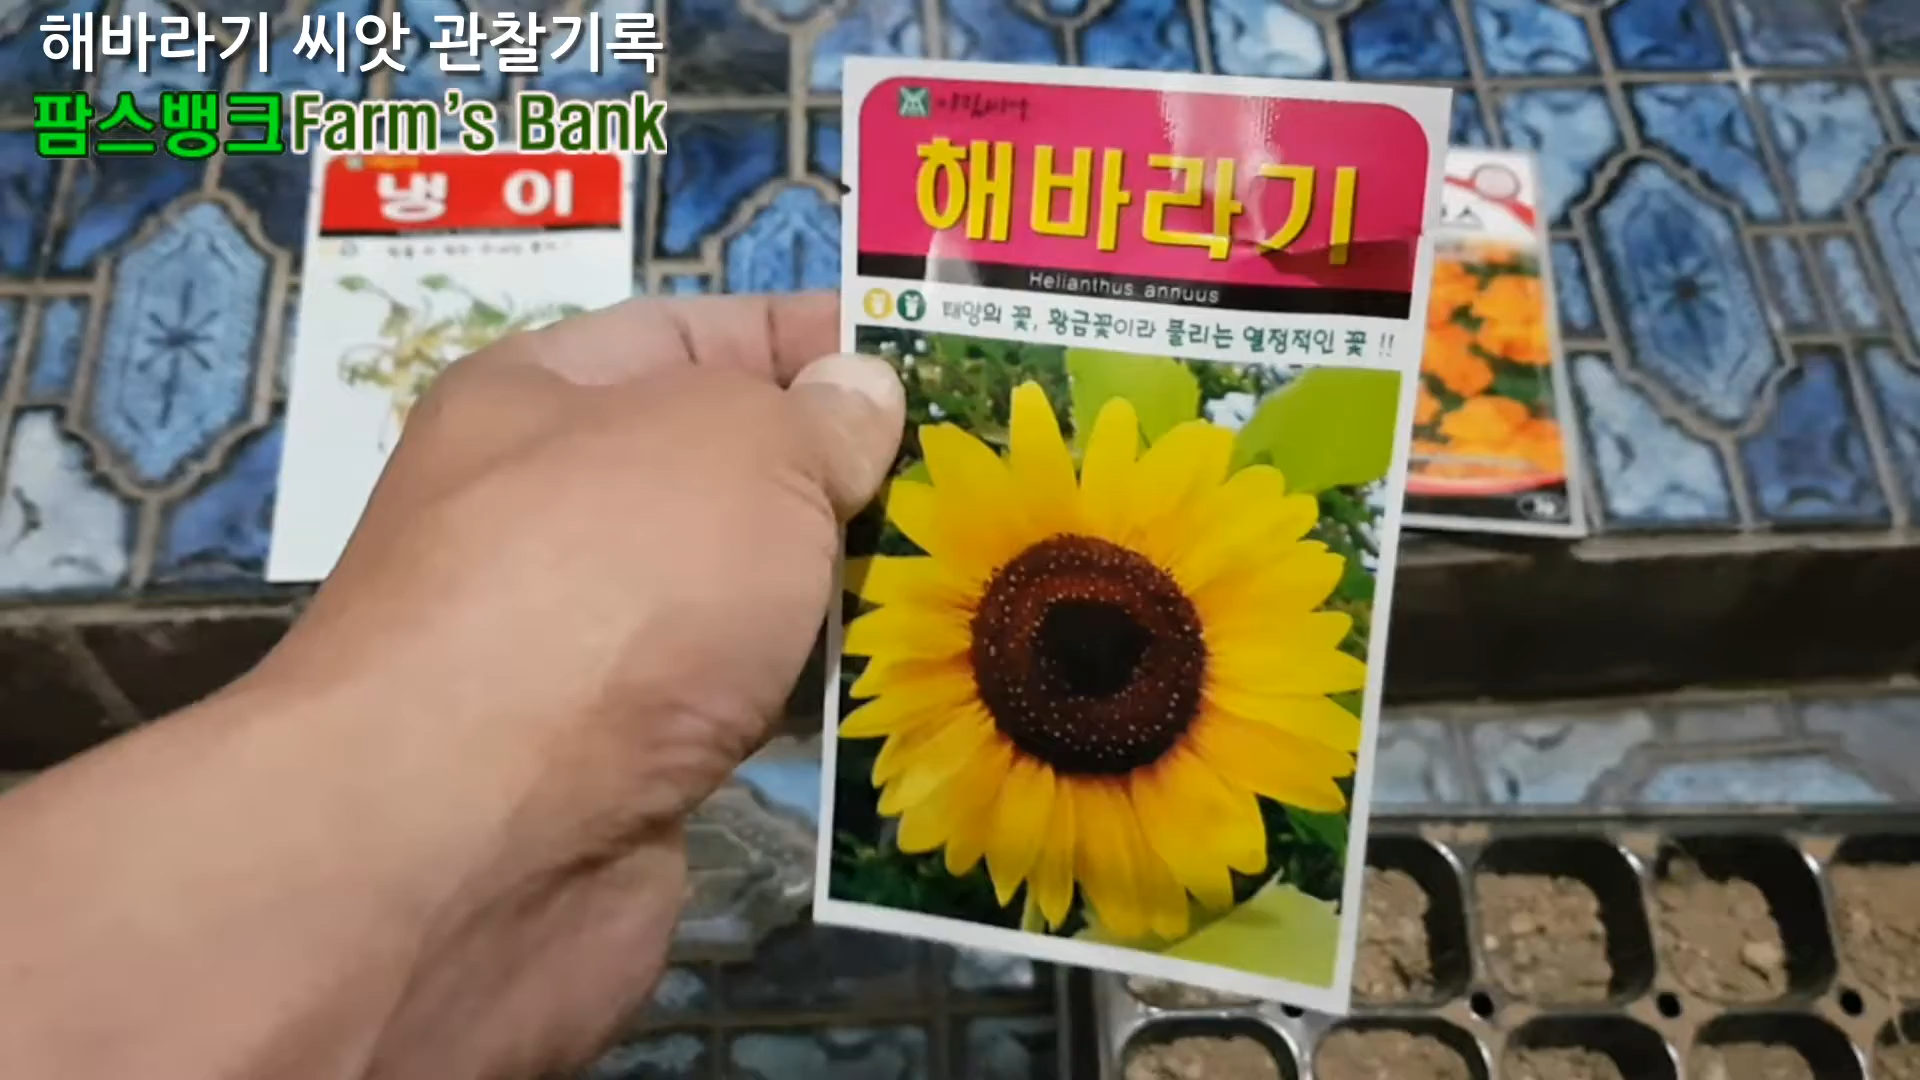 해바라기 씨앗 관찰기록
팜스뱅크Farm's Bank
냉이
해바라기
Helianthus annuus
태양의 꽃, 황금꽃이라 불리는 열정적인 꽃 !!